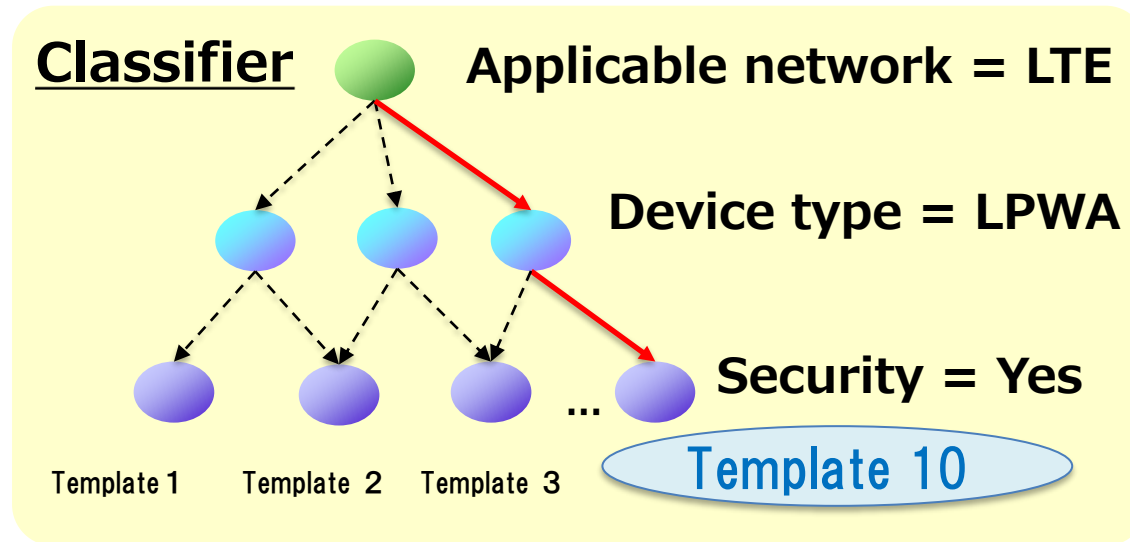 Classifier
Applicable network = LTE
Device type = LPWA
Security = Yes
...
Template 1
Template 2
Template 3
Template 10